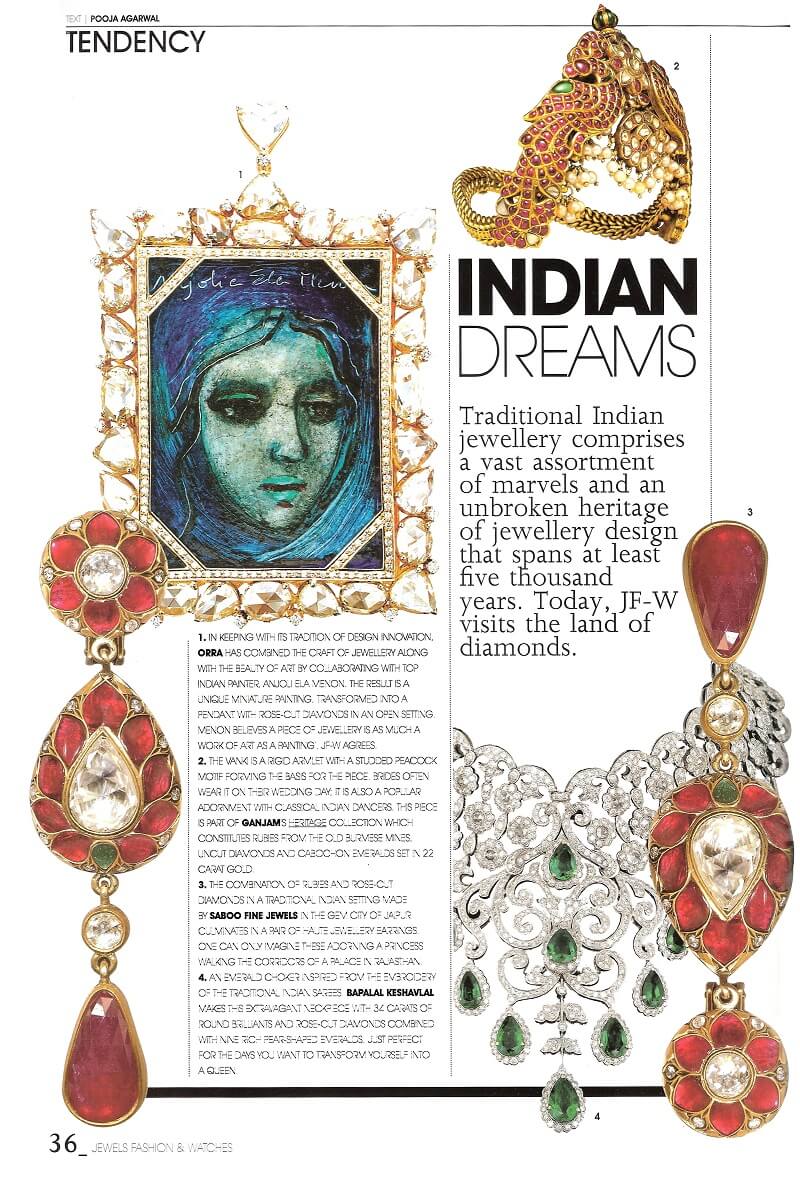 TEXT | POOJA AGARWAL
TENDENCY
2
1
Anjolie Ela Menon
INDIAN
DREAMS
Traditional Indian
jewellery comprises
a vast assortment
of marvels and an
unbroken heritage
of jewellery design
that spans at least
five thousand
years. Today, JF-W
visits the land of
diamonds.
3
1. IN KEEPING WITH ITS TRADITION OF DESIGN INNOVATION,
ORRA HAS COMBINED THE CRAFT OF JEWELLERY ALONG
WITH THE BEAUTY OF ART BY COLLABORATING WITH TOP
INDIAN PAINTER, ANJOLI ELA MENON. THE RESULT IS A
UNIQUE MINIATURE PAINTING, TRANSFORMED INTO A
PENDANT WITH ROSE-CUT DIAMONDS IN AN OPEN SETTING.
MENON BELIEVES 'A PIECE OF JEWELLERY IS AS MUCH A
WORK OF ART AS A PAINTING'. JF-W AGREES.
2. THE VANKI IS A RIGID ARMLET WITH A STUDDED PEACOCK
MOTIF FORMING THE BASIS FOR THE PIECE. BRIDES OFTEN
WEAR IT ON THEIR WEDDING DAY; IT IS ALSO A POPULAR
ADORNMENT WITH CLASSICAL INDIAN DANCERS. THIS PIECE
IS PART OF GANJAM'S HERITAGE COLLECTION WHICH
CONSTITUTES RUBIES FROM THE OLD BURMESE MINES,
UNCUT DIAMONDS AND CABOCHON EMERALDS SET IN 22
CARAT GOLD.
3. THE COMBINATION OF RUBIES AND ROSE-CUT
DIAMONDS IN A TRADITIONAL INDIAN SETTING MADE
BY SABOO FINE JEWELS IN THE GEM CITY OF JAIPUR
CULMINATES IN A PAIR OF HAUTE JEWELLERY EARRINGS.
ONE CAN ONLY IMAGINE THESE ADORNING A PRINCESS
WALKING THE CORRIDORS OF A PALACE IN RAJASTHAN.
4. AN EMERALD CHOKER INSPIRED FROM THE EMBROIDERY
OF THE TRADITIONAL INDIAN SAREES. BAPALAL KESHAVLAL
MAKES THIS EXTRAVAGANT NECKPIECE WITH 34 CARATS OF
ROUND BRILLIANTS AND ROSE-CUT DIAMONDS COMBINED
WITH NINE RICH PEAR-SHAPED EMERALDS. JUST PERFECT
FOR THE DAYS YOU WANT TO TRANSFORM YOURSELF INTO
A QUEEN.
4
36_ JEWELS FASHION & WATCHES